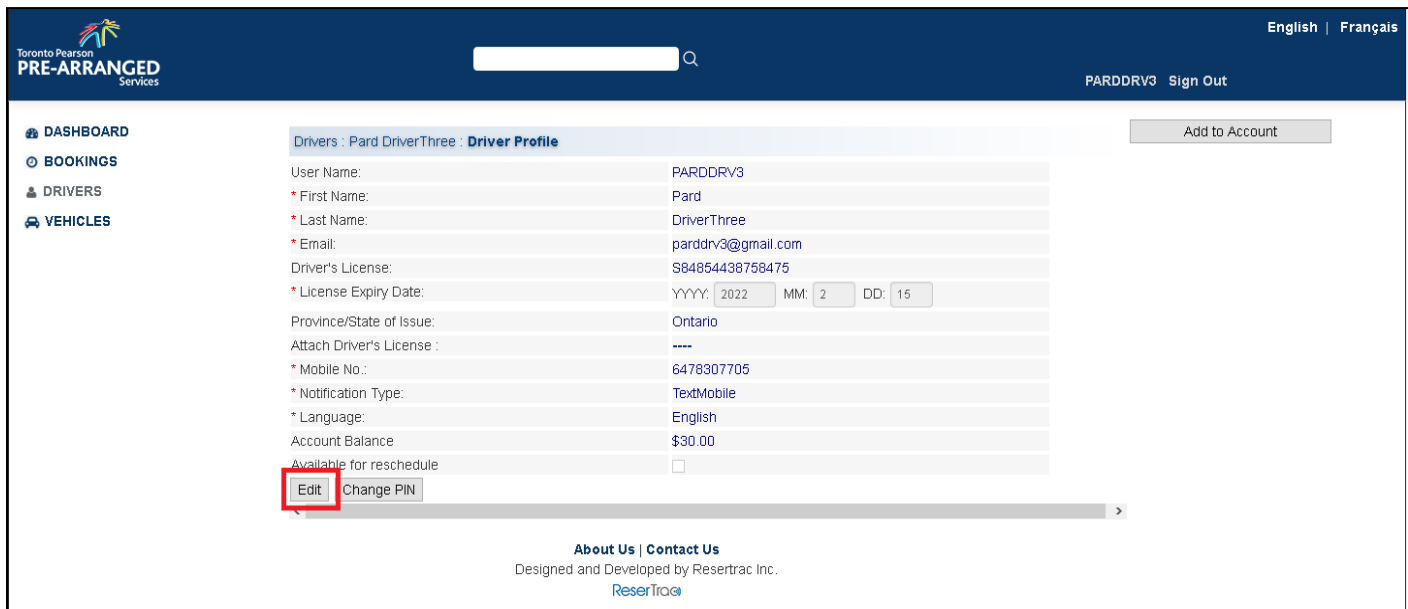 English | Français
Toronto Pearson
PRE-ARRANGED
Services
PARDDRV3 Sign Out
DASHBOARD
BOOKINGS
DRIVERS
VEHICLES
Drivers : Pard DriverThree : Driver Profile
Add to Account
User Name: PARDDRV3
* First Name: Pard
* Last Name: DriverThree
* Email: parddrv3@gmail.com
Driver's License: S84854438758475
* License Expiry Date: YYYY: 2022 MM: 2 DD: 15
Province/State of Issue: Ontario
Attach Driver's License : ----
* Mobile No.: 6478307705
* Notification Type: TextMobile
* Language: English
Account Balance $30.00
Available for reschedule
Edit Change PIN
About Us | Contact Us
Designed and Developed by Resertrac Inc.
ReserTrac